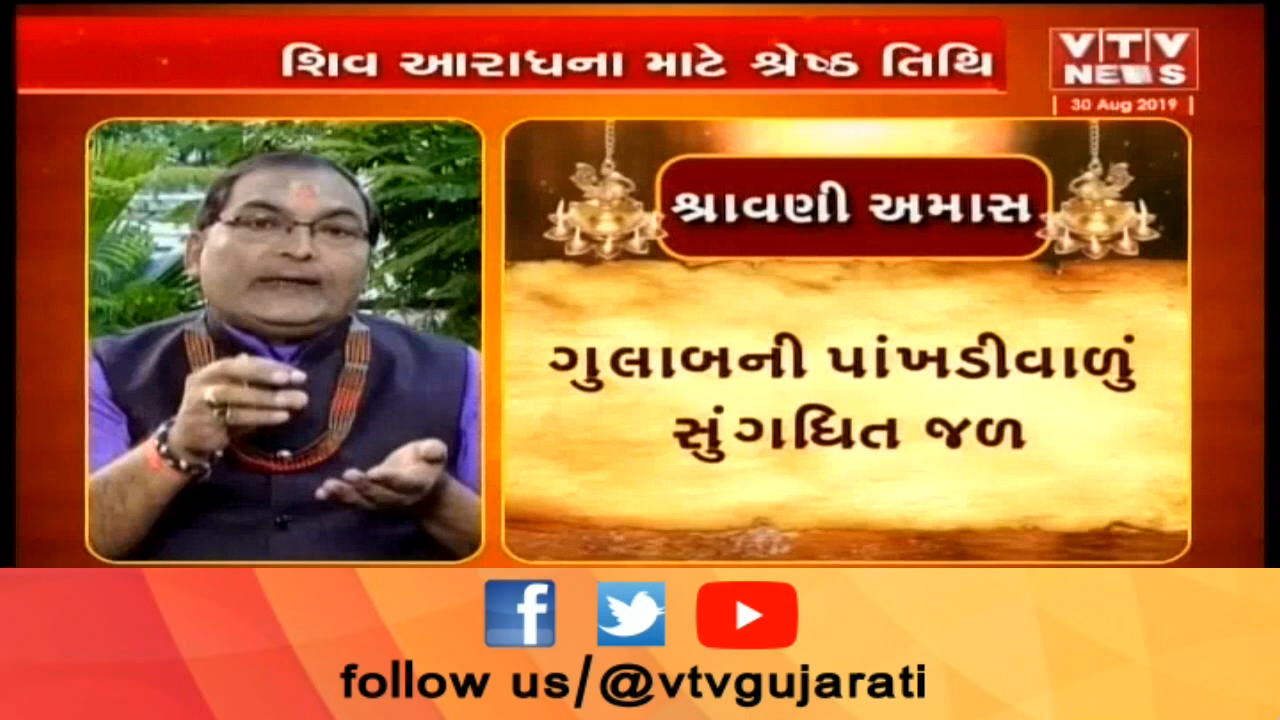 શિવ આરાધના માટે શ્રેષ્ઠ તિથિ
VTV
NEWS
30 Aug 2019
શ્રાવણી અમાસ
ગુલાબની પાંખડીવાળું
સુંગધિત જળ
follow us/@vtvgujarati